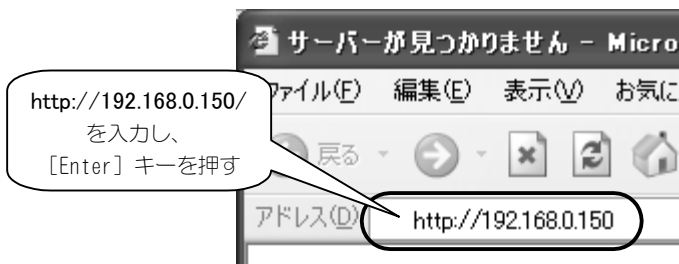 サーバーが見つかりません - Micro
http://192.168.0.150/
を入力し、
［Enter］キーを押す
ファイル(F) 編集(E) 表示(V) お気に
戻る
アドレス(D) http://192.168.0.150